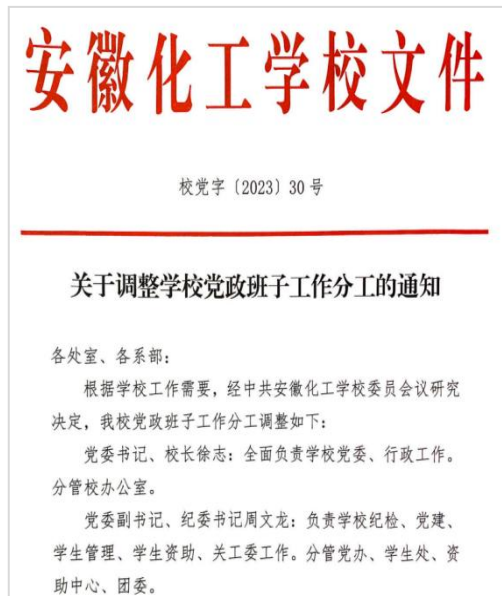 安徽化工学校文件
校党字〔2023〕30号
关于调整学校党政班子工作分工的通知
各处室、各系部：
根据学校工作需要，经中共安徽化工学校委员会议研究
决定，我校党政班子工作分工调整如下：
党委书记、校长徐志：全面负责学校党委、行政工作。
分管校办公室。
党委副书记、纪委书记周文龙：负责学校纪检、党建、
学生管理、学生资助、关工委工作。分管党办、学生处、资
助中心、团委。